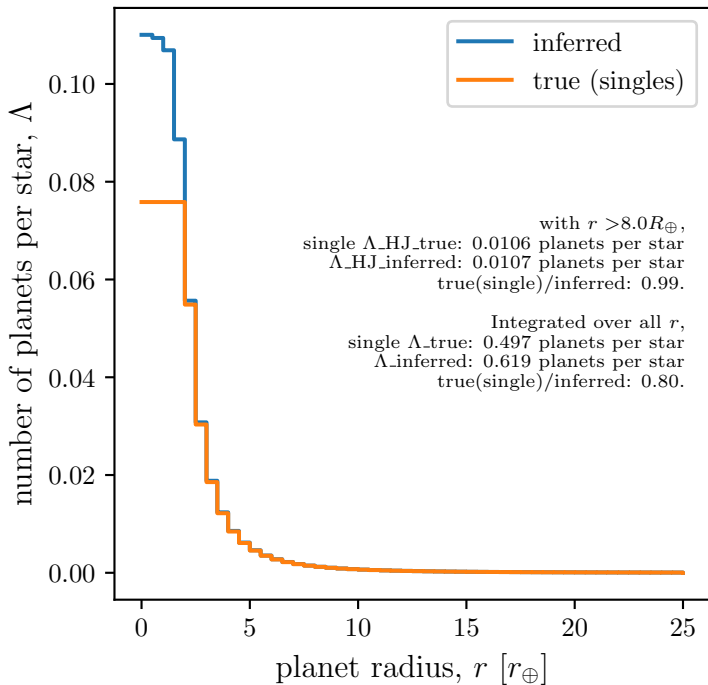 inferred
true (singles)
0.10
0.08
0.06
0.04
0.02
0.00
number of planets per star, Λ
with r >8.0R⊕,
single Λ_HJ_true: 0.0106 planets per star
Λ_HJ_inferred: 0.0107 planets per star
true(single)/inferred: 0.99.
Integrated over all r,
single Λ_true: 0.497 planets per star
Λ_inferred: 0.619 planets per star
true(single)/inferred: 0.80.
0 5 10 15 20 25
planet radius, r [r⊕]